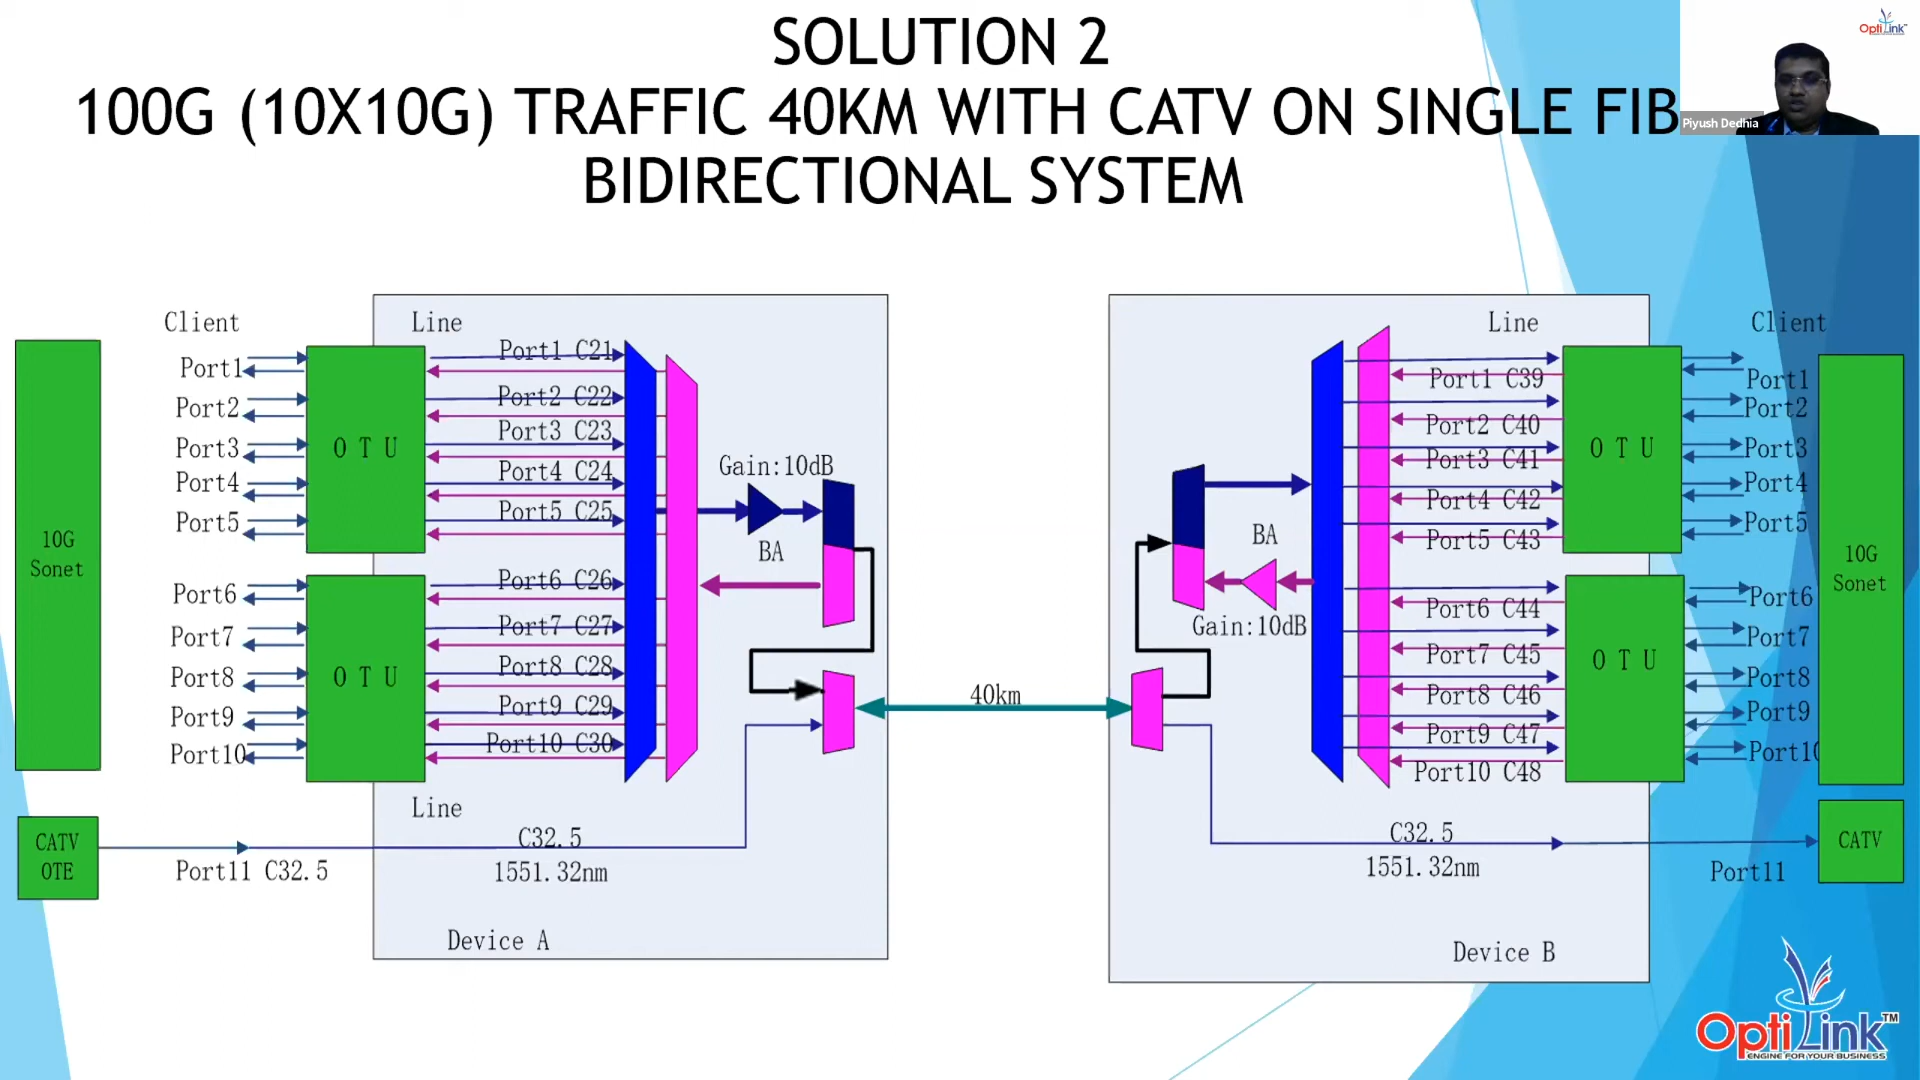 SOLUTION 2
100G (10X10G) TRAFFIC 40KM WITH CATV ON SINGLE FIB
BIDIRECTIONAL SYSTEM
Opti Link™
Piyush Dedhia
Client
Line
Port1
Port2
Port3
Port4
Port5
Port6
Port7
Port8
Port9
Port10
10G
Sonet
O T U
O T U
Port1 C21
Port2 C22
Port3 C23
Port4 C24
Port5 C25
Port6 C26
Port7 C27
Port8 C28
Port9 C29
Port10 C30
Line
Gain:10dB
BA
CATV
OTE
Port11 C32.5
C32.5
1551.32nm
Device A
40km
Line
Client
BA
Gain:10dB
Port1 C39
Port2 C40
Port3 C41
Port4 C42
Port5 C43
Port6 C44
Port7 C45
Port8 C46
Port9 C47
Port10 C48
O T U
O T U
Port1
Port2
Port3
Port4
Port5
Port6
Port7
Port8
Port9
Port10
10G
Sonet
C32.5
1551.32nm
Port11
CATV
Device B
Opti Link™
ENGINE FOR YOUR BUSINESS